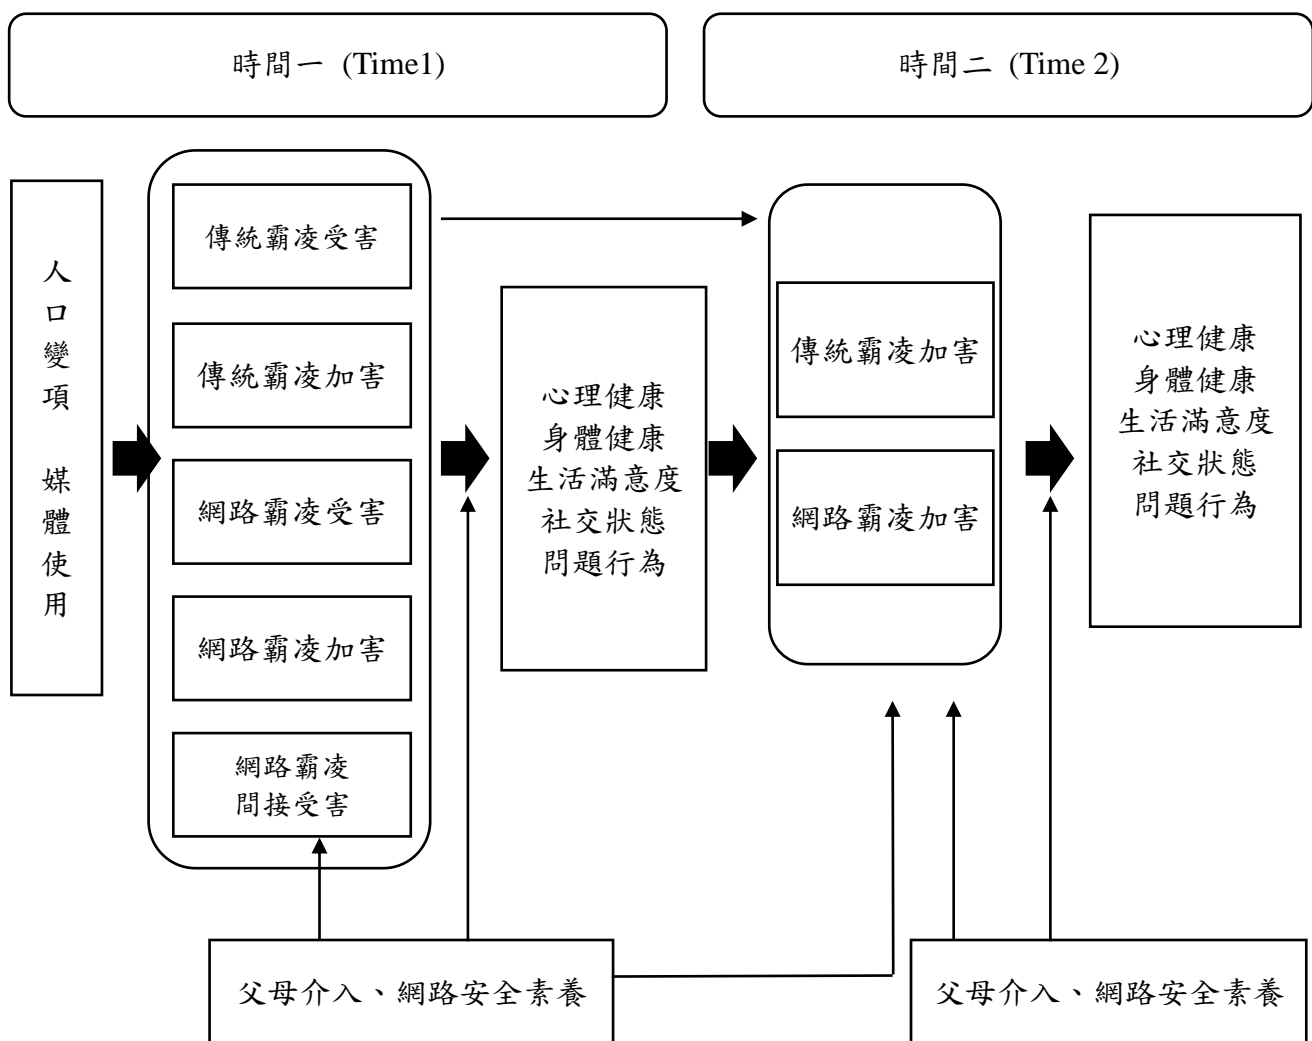 時間一 (Time1)
時間二 (Time 2)
人口變項 媒體使用
傳統霸凌受害
傳統霸凌加害
網路霸凌受害
網路霸凌加害
網路霸凌
間接受害
心理健康
身體健康
生活滿意度
社交狀態
問題行為
傳統霸凌加害
網路霸凌加害
心理健康
身體健康
生活滿意度
社交狀態
問題行為
父母介入、網路安全素養
父母介入、網路安全素養